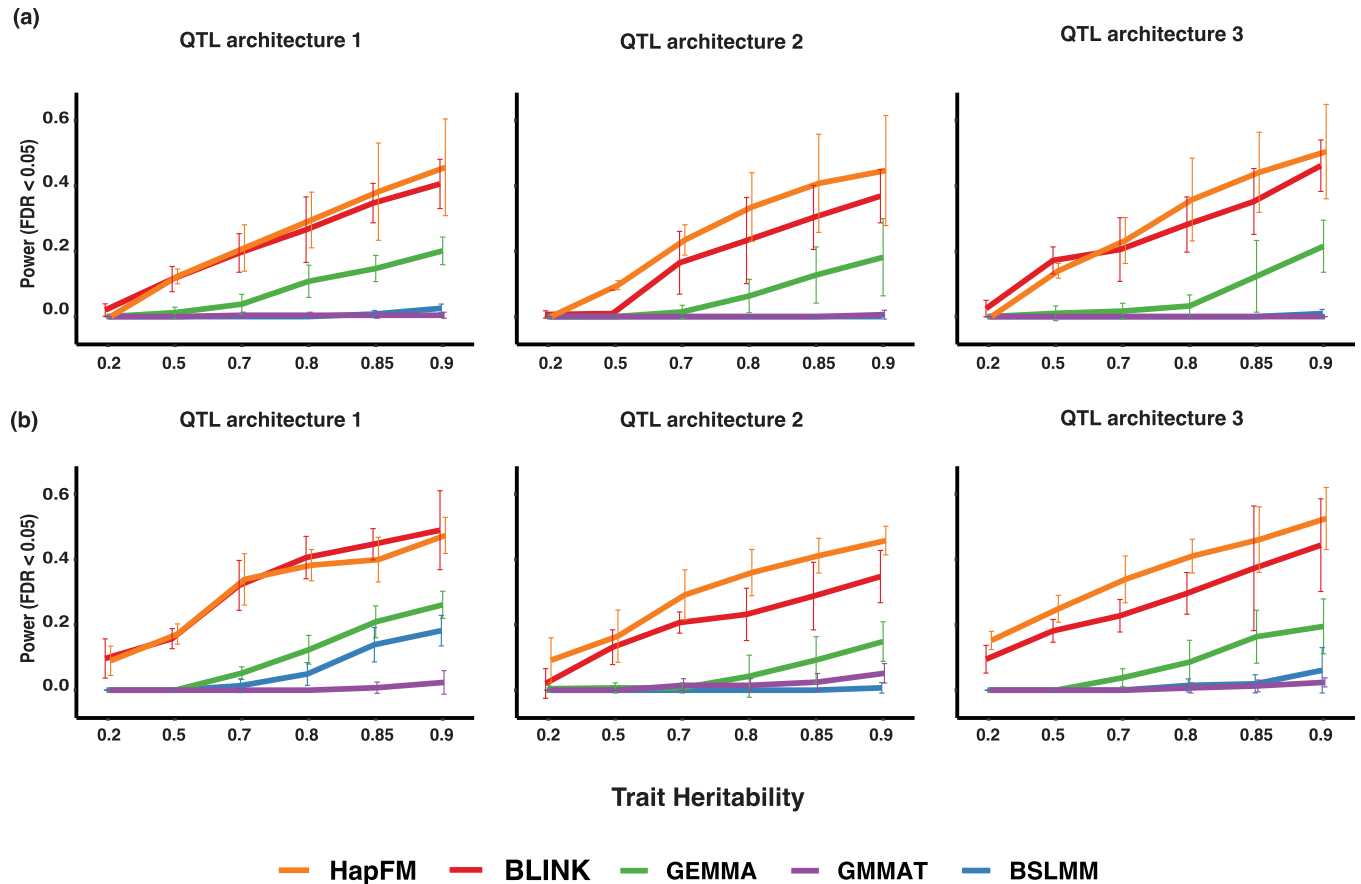 (a)
QTL architecture 1
QTL architecture 2
QTL architecture 3
Power (FDR < 0.05)
0.6
0.4
0.2
0.0
0.2 0.5 0.7 0.8 0.85 0.9
0.2 0.5 0.7 0.8 0.85 0.9
0.2 0.5 0.7 0.8 0.85 0.9
(b)
QTL architecture 1
QTL architecture 2
QTL architecture 3
Power (FDR < 0.05)
0.6
0.4
0.2
0.0
0.2 0.5 0.7 0.8 0.85 0.9
0.2 0.5 0.7 0.8 0.85 0.9
0.2 0.5 0.7 0.8 0.85 0.9
Trait Heritability
HapFM BLINK GEMMA GMMAT BSLMM